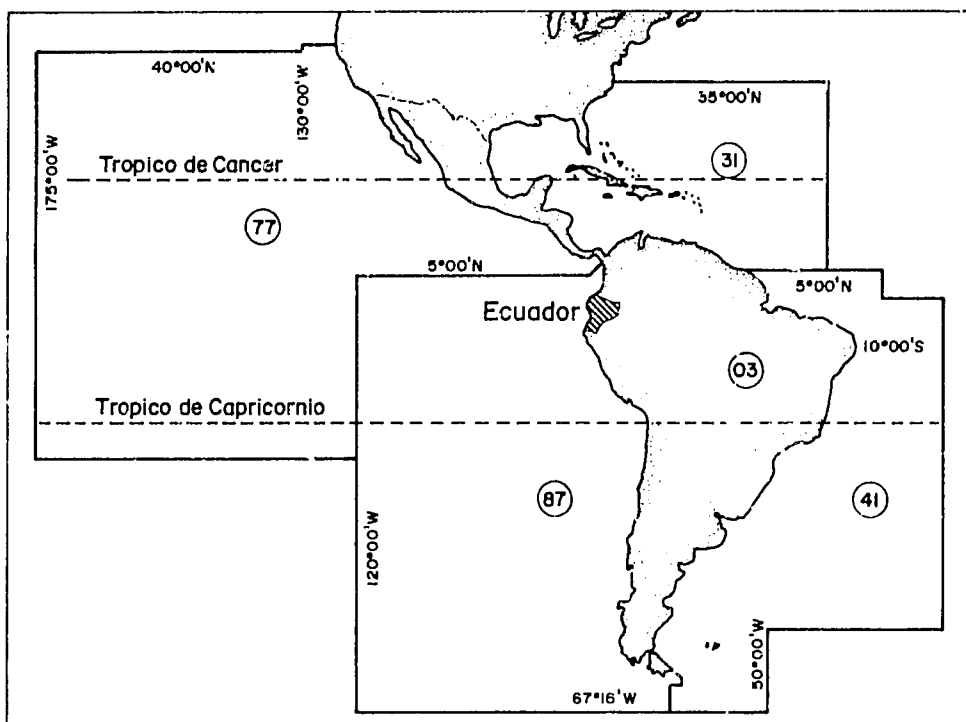 40°00'N
130°00'W
35°00'N
175°00'W
Tropico de Cancer
31
77
5°00'N
5°00'N
Ecuador
10°00'S
03
Tropico de Capricornio
87
41
120°00'W
50°00'W
67°16'W